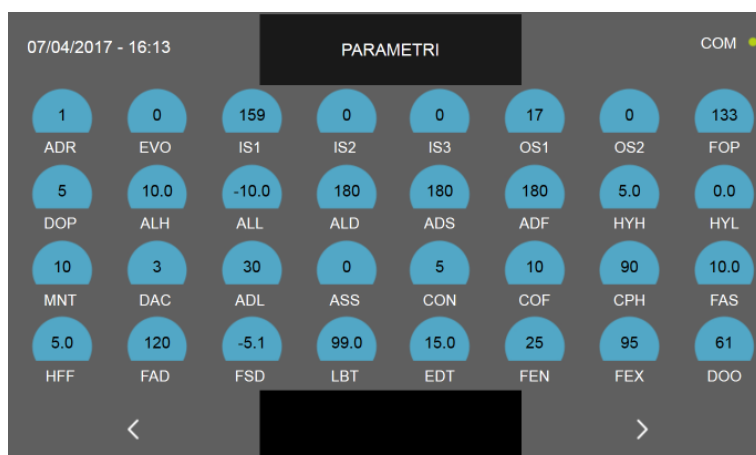 07/04/2017 - 16:13 PARAMETRI COM
1 0 159 0 0 17 0 133
ADR EVO IS1 IS2 IS3 OS1 OS2 FOP
5 10.0 -10.0 180 180 180 5.0 0.0
DOP ALH ALL ALD ADS ADF HYH HYL
10 3 30 0 5 10 90 10.0
MNT DAC ADL ASS CON COF CPH FAS
5.0 120 -5.1 99.0 15.0 25 95 61
HFF FAD FSD LBT EDT FEN FEX DOO